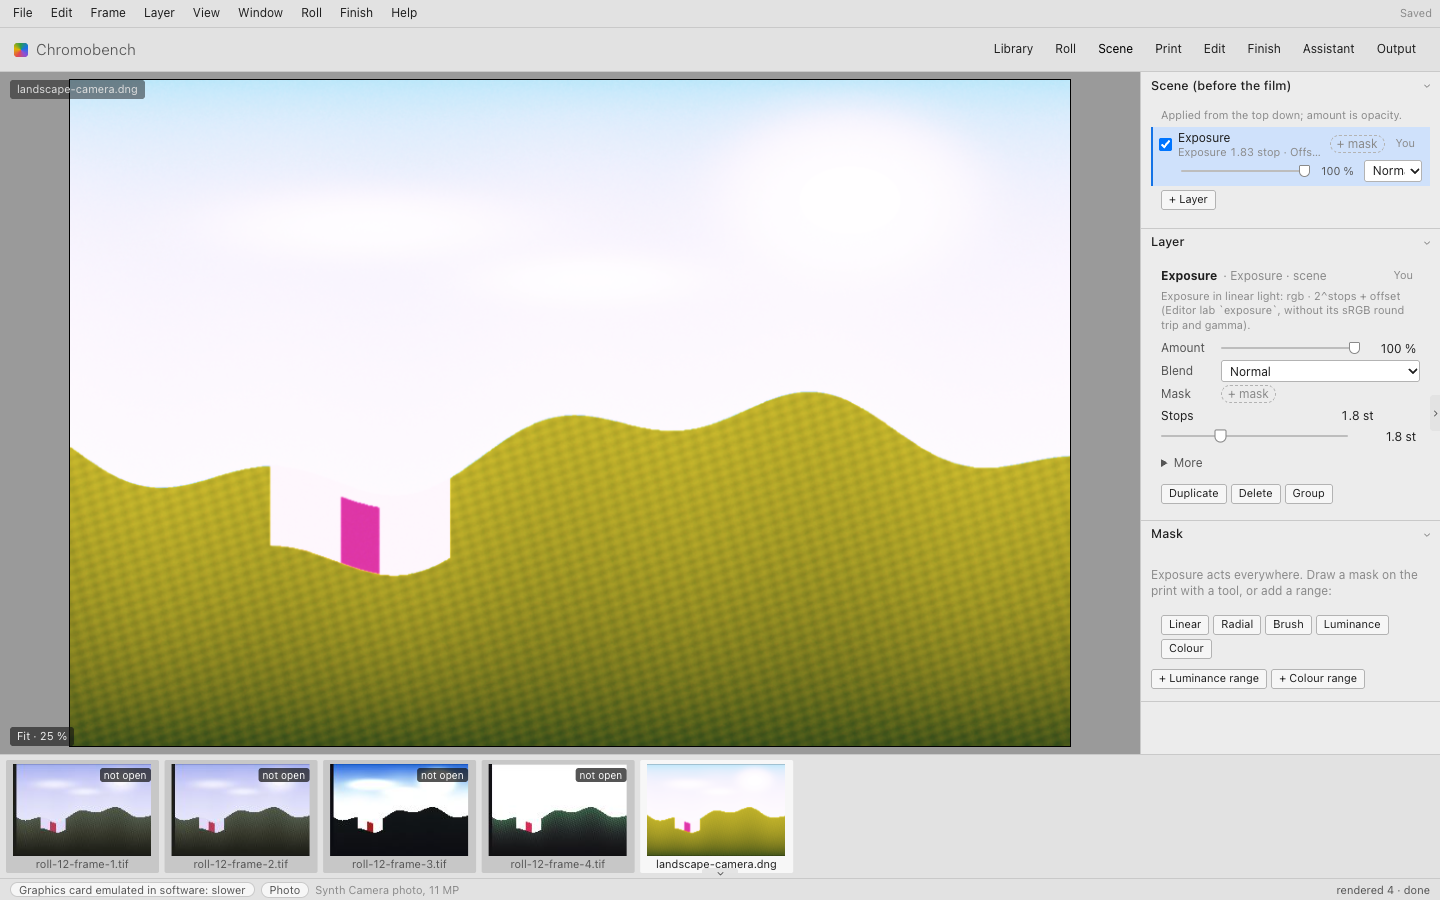 File Edit Frame Layer View Window Roll Finish Help Saved
Chromobench Library Roll Scene Print Edit Finish Assistant Output
landscape-camera.dng
Fit · 25 %
Scene (before the film)
Applied from the top down; amount is opacity.
Exposure
Exposure 1.83 stop · Offs...
+ mask You
100 % Norm
+ Layer
Layer
Exposure · Exposure · scene You
Exposure in linear light: rgb · 2^stops + offset
(Editor lab `exposure`, without its sRGB round
trip and gamma).
Amount 100 %
Blend Normal
Mask + mask
Stops 1.8 st
1.8 st
More
Duplicate Delete Group
Mask
Exposure acts everywhere. Draw a mask on the
print with a tool, or add a range:
Linear Radial Brush Luminance
Colour
+ Luminance range + Colour range
not open not open not open not open
roll-12-frame-1.tif roll-12-frame-2.tif roll-12-frame-3.tif roll-12-frame-4.tif landscape-camera.dng
Graphics card emulated in software: slower Photo Synth Camera photo, 11 MP rendered 4 · done